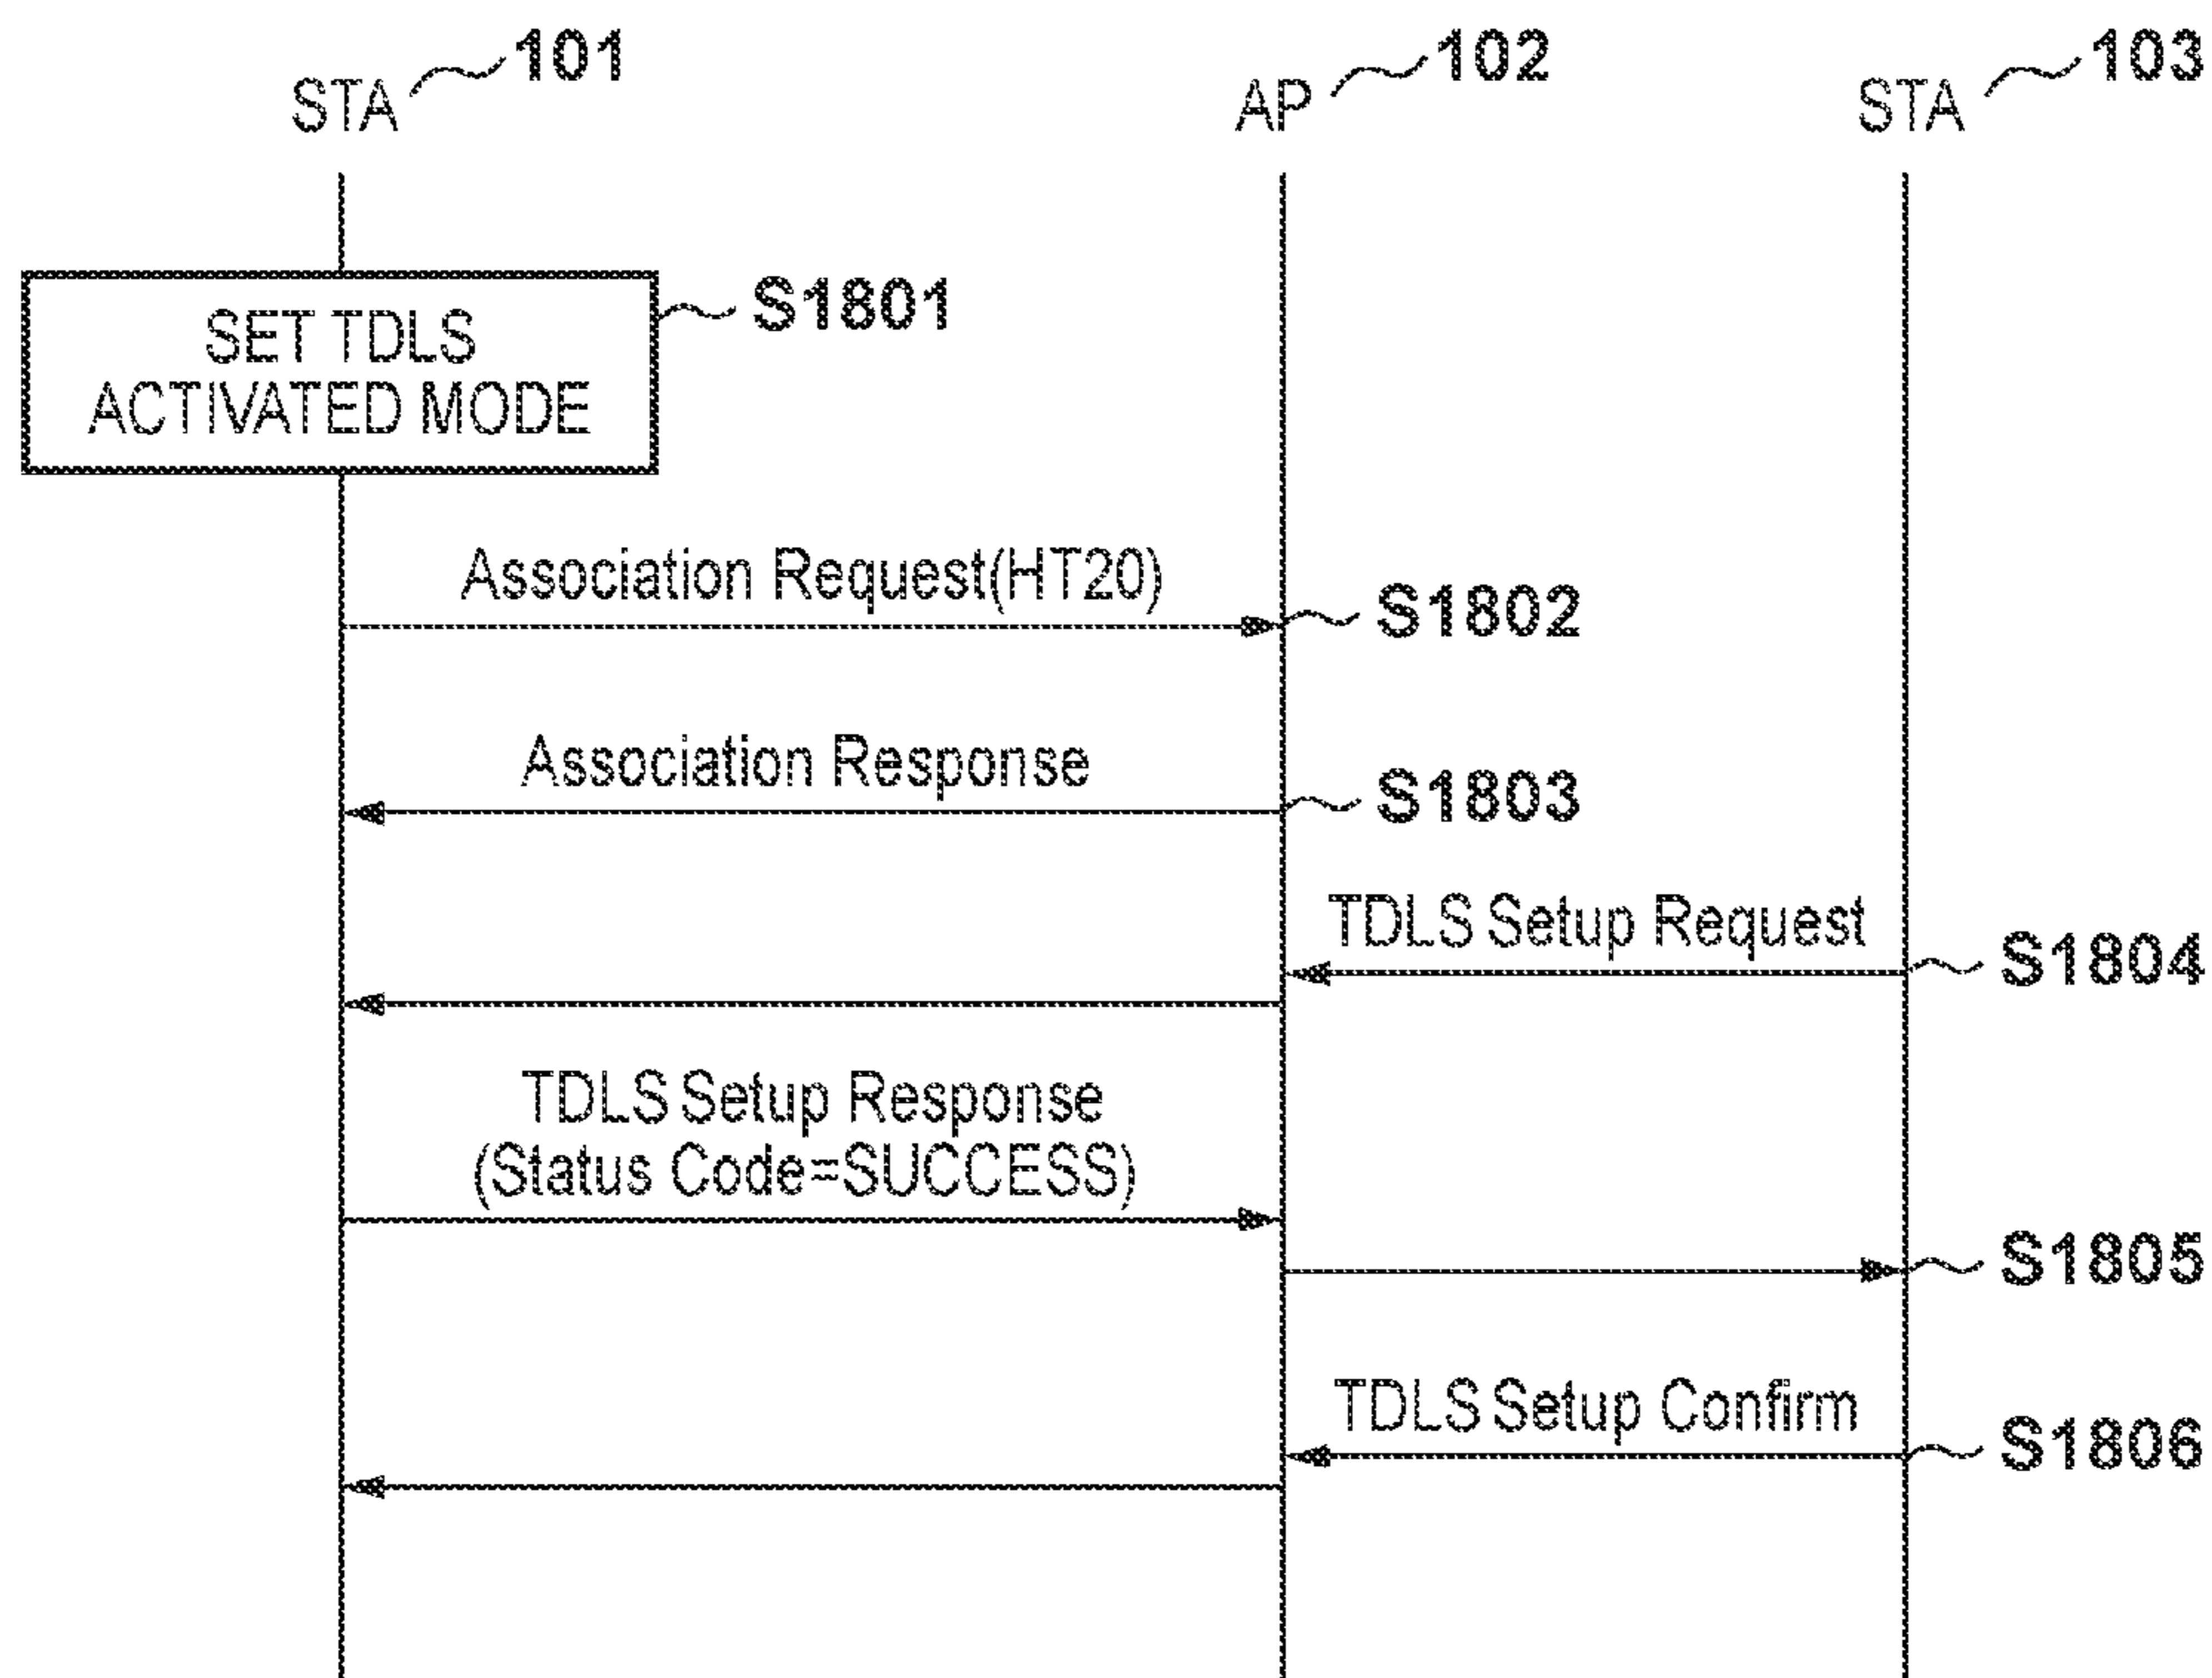 STA 101
AP 102
STA 103
SET TDLS
ACTIVATED MODE
S1801
Association Request(HT20)
S1802
Association Response
S1803
TDLS Setup Request
S1804
TDLS Setup Response
(Status Code=SUCCESS)
S1805
TDLS Setup Confirm
S1806